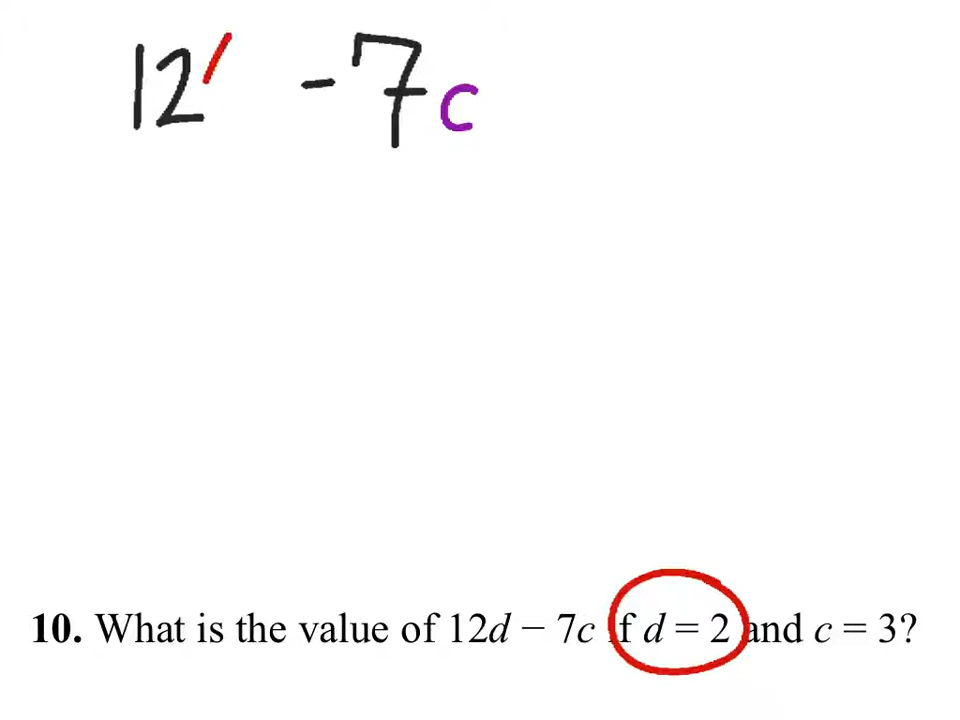 12 - 7c
10. What is the value of 12d − 7c if d = 2 and c = 3?